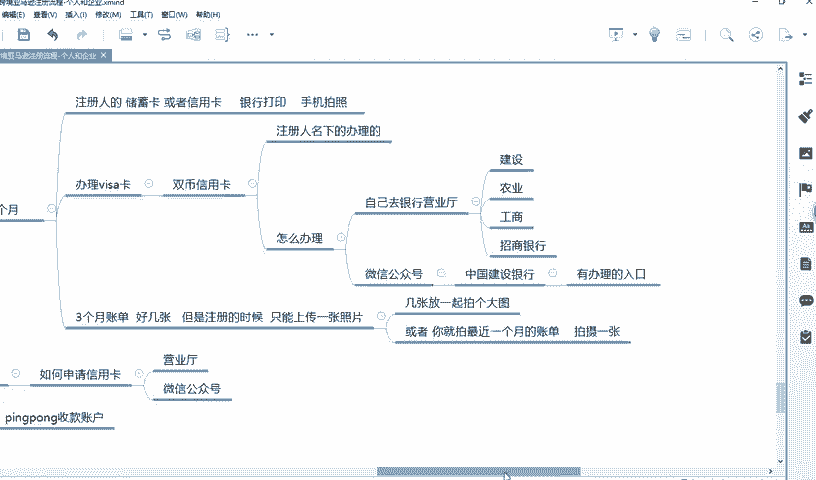 跨境亚马逊注册流程-个人和企业.xmind
编辑(E) 查看(V) 插入(I) 修改(M) 工具(T) 窗口(W) 帮助(H)
境亚马逊注册流程-个人和企业
注册人的 储蓄卡 或者信用卡 银行打印 手机拍照
注册人名下的办理的
建设
办理visa卡 双币信用卡
农业
自己去银行营业厅
个月
工商
怎么办理
招商银行
微信公众号 中国建设银行 有办理的入口
几张放一起拍个大图
3个月账单 好几张 但是注册的时候 只能上传一张照片
或者 你就拍最近一个月的账单 拍摄一张
营业厅
如何申请信用卡
微信公众号
pingpong收款账户